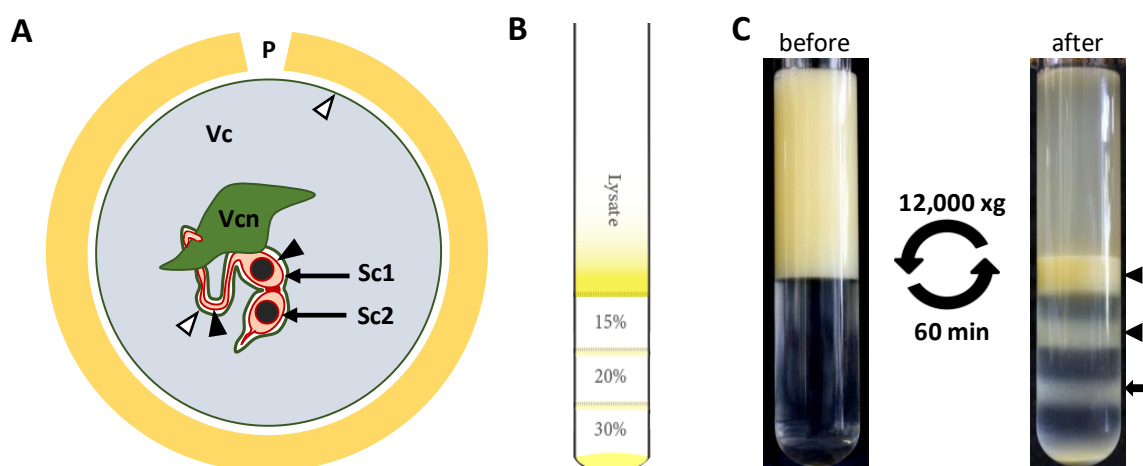 A
P
Vc
Vcn
Sc1
Sc2
B
Lysate
15%
20%
30%
C
before
after
12,000 xg
60 min